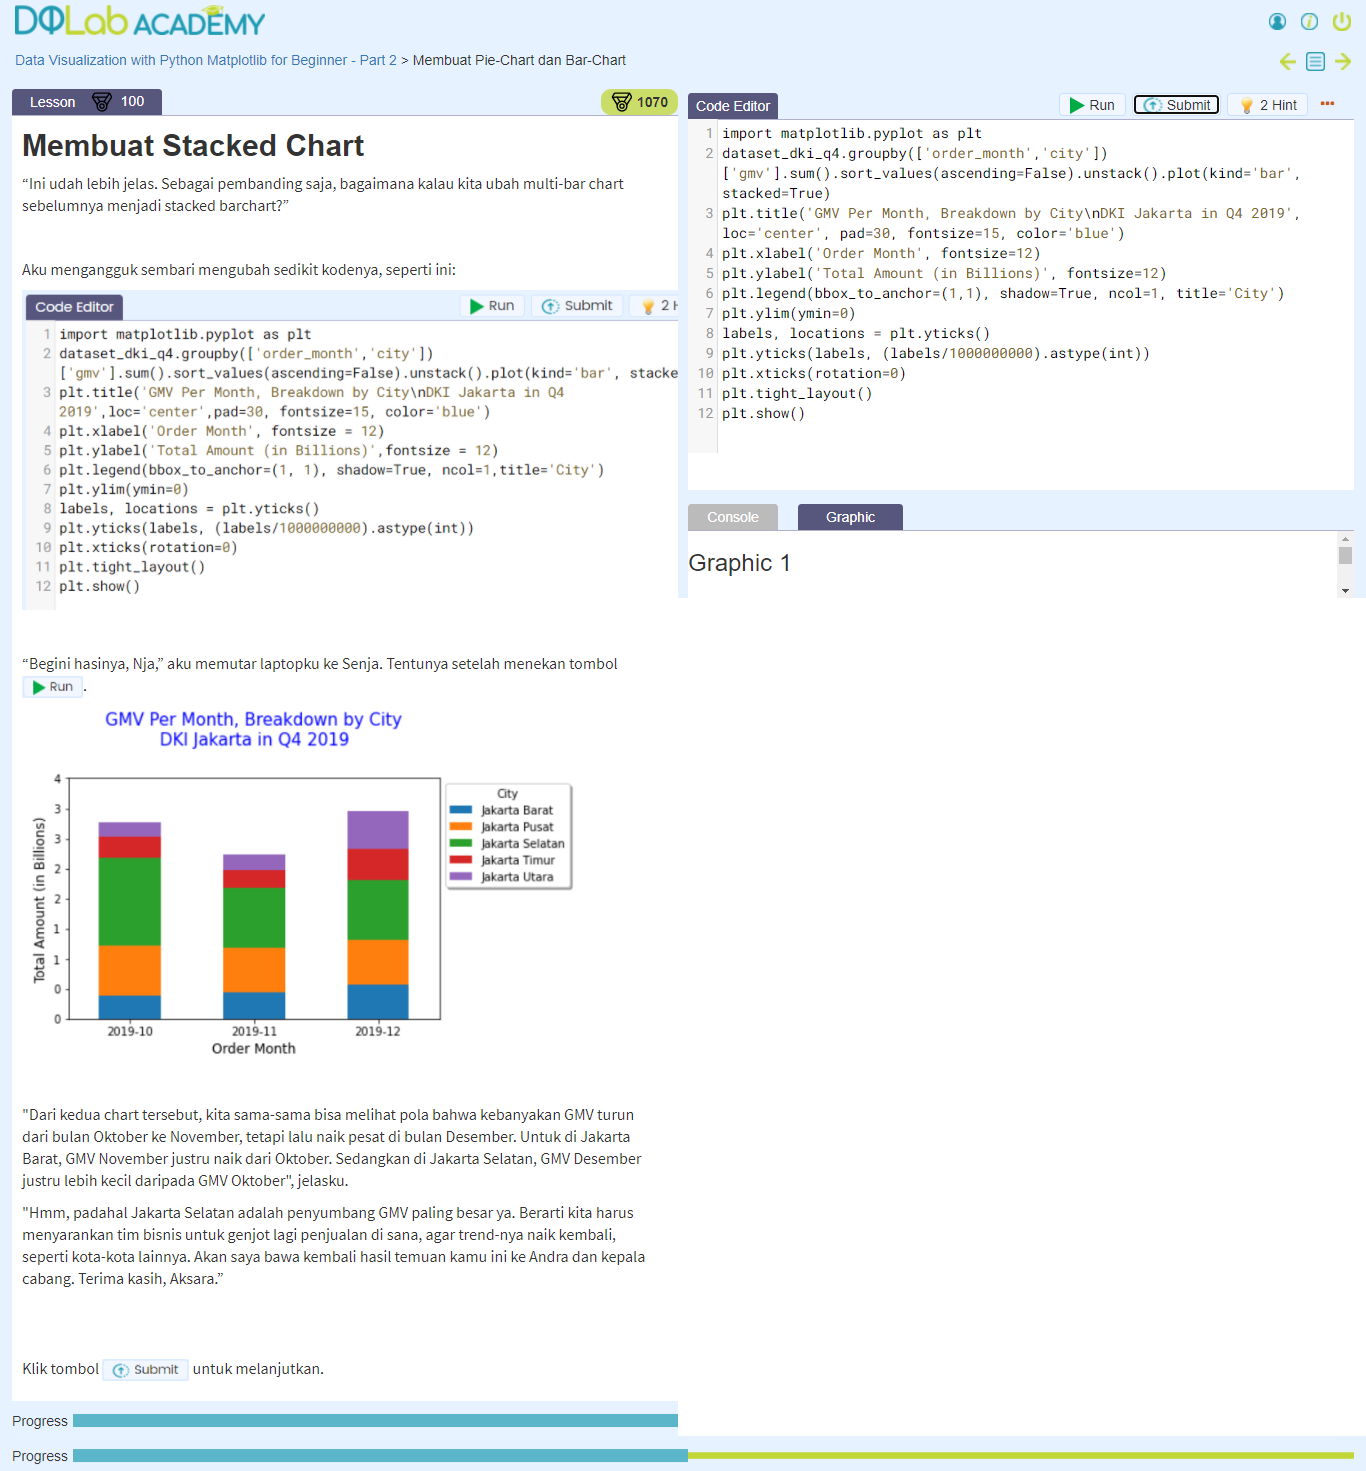 DQLab ACADEMY
Data Visualization with Python Matplotlib for Beginner - Part 2 > Membuat Pie-Chart dan Bar-Chart
Lesson 100
1070
Membuat Stacked Chart
“Ini udah lebih jelas. Sebagai pembanding saja, bagaimana kalau kita ubah multi-bar chart
sebelumnya menjadi stacked barchart?”
Aku mengangguk sembari mengubah sedikit kodenya, seperti ini:
Code Editor Run Submit 2 H
1 import matplotlib.pyplot as plt
2 dataset_dki_q4.groupby(['order_month','city'])
['gmv'].sum().sort_values(ascending=False).unstack().plot(kind='bar', stacke
3 plt.title('GMV Per Month, Breakdown by City\nDKI Jakarta in Q4
2019',loc='center',pad=30, fontsize=15, color='blue')
4 plt.xlabel('Order Month', fontsize = 12)
5 plt.ylabel('Total Amount (in Billions)',fontsize = 12)
6 plt.legend(bbox_to_anchor=(1, 1), shadow=True, ncol=1,title='City')
7 plt.ylim(ymin=0)
8 labels, locations = plt.yticks()
9 plt.yticks(labels, (labels/1000000000).astype(int))
10 plt.xticks(rotation=0)
11 plt.tight_layout()
12 plt.show()
“Begini hasinya, Nja,” aku memutar laptopku ke Senja. Tentunya setelah menekan tombol
Run .
GMV Per Month, Breakdown by City
DKI Jakarta in Q4 2019
Total Amount (in Billions)
4
3
3
2
2
1
1
0
0
2019-10 2019-11 2019-12
Order Month
City
Jakarta Barat
Jakarta Pusat
Jakarta Selatan
Jakarta Timur
Jakarta Utara
"Dari kedua chart tersebut, kita sama-sama bisa melihat pola bahwa kebanyakan GMV turun
dari bulan Oktober ke November, tetapi lalu naik pesat di bulan Desember. Untuk di Jakarta
Barat, GMV November justru naik dari Oktober. Sedangkan di Jakarta Selatan, GMV Desember
justru lebih kecil daripada GMV Oktober", jelasku.
"Hmm, padahal Jakarta Selatan adalah penyumbang GMV paling besar ya. Berarti kita harus
menyarankan tim bisnis untuk genjot lagi penjualan di sana, agar trend-nya naik kembali,
seperti kota-kota lainnya. Akan saya bawa kembali hasil temuan kamu ini ke Andra dan kepala
cabang. Terima kasih, Aksara.”
Klik tombol Submit untuk melanjutkan.
Progress
Progress
Code Editor Run Submit 2 Hint
1 import matplotlib.pyplot as plt
2 dataset_dki_q4.groupby(['order_month','city'])
['gmv'].sum().sort_values(ascending=False).unstack().plot(kind='bar',
stacked=True)
3 plt.title('GMV Per Month, Breakdown by City\nDKI Jakarta in Q4 2019',
loc='center', pad=30, fontsize=15, color='blue')
4 plt.xlabel('Order Month', fontsize=12)
5 plt.ylabel('Total Amount (in Billions)', fontsize=12)
6 plt.legend(bbox_to_anchor=(1,1), shadow=True, ncol=1, title='City')
7 plt.ylim(ymin=0)
8 labels, locations = plt.yticks()
9 plt.yticks(labels, (labels/1000000000).astype(int))
10 plt.xticks(rotation=0)
11 plt.tight_layout()
12 plt.show()
Console Graphic
Graphic 1